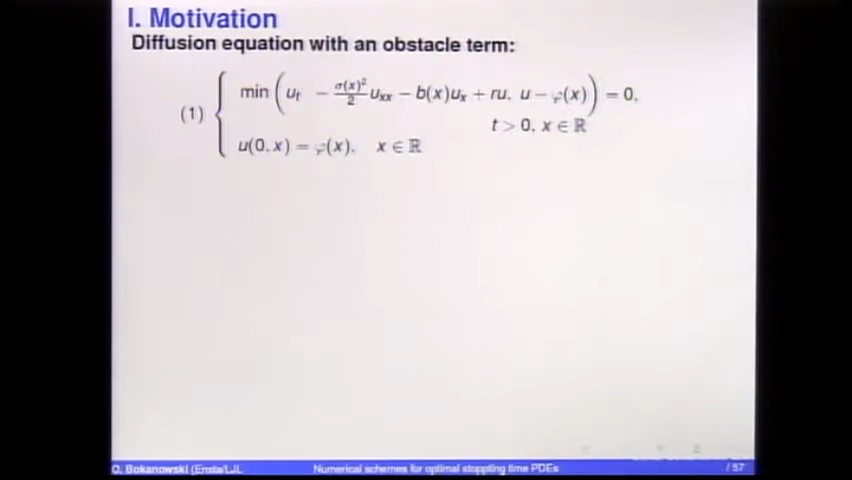 I. Motivation
Diffusion equation with an obstacle term:
(1) { min ( u_t − σ(x)²/2 u_xx − b(x)u_x + ru, u − φ(x) ) = 0,
t > 0, x ∈ ℝ
u(0, x) = φ(x), x ∈ ℝ
O. Bokanowski (Ensta/LJL Numerical schemes for optimal stoppting time PDEs / 57